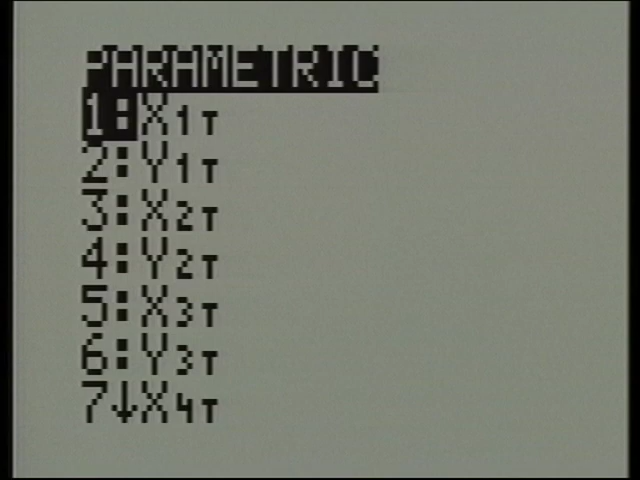 PARAMETRIC
1:X1T
2:Y1T
3:X2T
4:Y2T
5:X3T
6:Y3T
7↓X4T